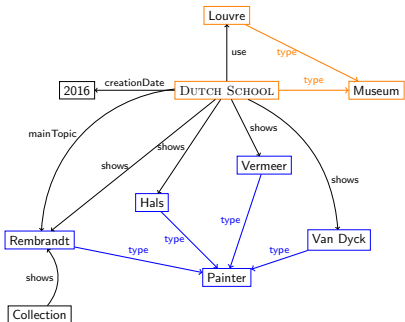 Louvre
use
type
creationDate
type
2016
DUTCH SCHOOL
Museum
mainTopic
shows
shows
shows
shows
Vermeer
Hals
type
type
type
type
Rembrandt
Van Dyck
Painter
shows
Collection